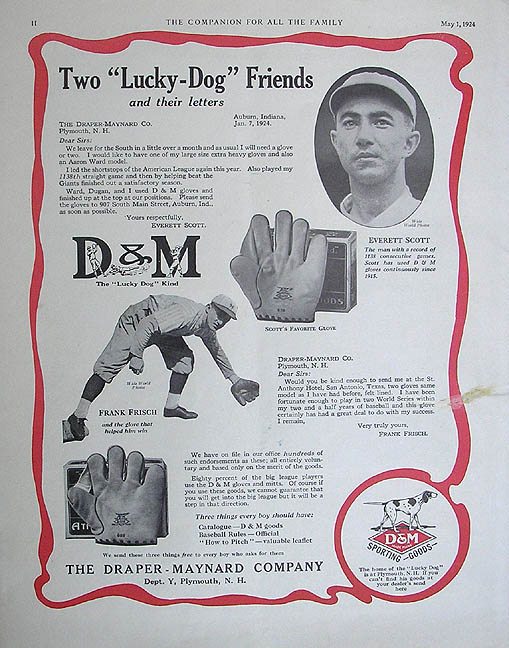 11
THE COMPANION FOR ALL THE FAMILY
May 1, 1924
Two "Lucky-Dog" Friends
and their letters
Auburn, Indiana,
Jan. 7, 1924.
THE DRAPER-MAYNARD CO.
Plymouth, N. H.
Dear Sirs:
We leave for the South in a little over a month and as usual I will need a glove
or two. I would like to have one of my large size extra heavy gloves and also
an Aaron Ward model.
I led the shortstops of the American League again this year. Also played my
1138th straight game and then by helping beat the
Giants finished out a satisfactory season.
Ward, Dugan, and I used D & M gloves and
finished up at the top at our positions. Please send
the gloves to 907 South Main Street, Auburn, Ind.,
as soon as possible.
Yours respectfully,
EVERETT SCOTT.
Wide
World Photos
EVERETT SCOTT
The man with a record of
1138 consecutive games.
Scott has used D & M
gloves continuously since
1915.
D&M
The "Lucky Dog" Kind
ODS
SCOTT'S FAVORITE GLOVE
Wide World
Photos
FRANK FRISCH
and the glove that
helped him win
DRAPER-MAYNARD CO.
Plymouth, N. H.
Dear Sirs:
Would you be kind enough to send me at the St.
Anthony Hotel, San Antonio, Texas, two gloves same
model as I have had before, felt lined. I have been
fortunate enough to play in two World Series within
my two and a half years of baseball and this glove
certainly has had a great deal to do with my success.
I remain,
Very truly yours,
FRANK FRISCH.
We have on file in our office hundreds of
such endorsements as these; all entirely volun-
tary and based only on the merit of the goods.
Eighty percent of the big league players
use the D & M gloves and mitts. Of course if
you use these goods, we cannot guarantee that
you will get into the big league but it will be a
step in that direction.
Three things every boy should have:
Catalogue—D & M goods
Baseball Rules—Official
"How to Pitch"—valuable leaflet
We send these three things free to every boy who asks for them
THE DRAPER-MAYNARD COMPANY
Dept. Y, Plymouth, N. H.
D&M
SPORTING GOODS
The home of the "Lucky Dog"
is at Plymouth, N. H. If you
can't find his goods at
your dealer's send
here